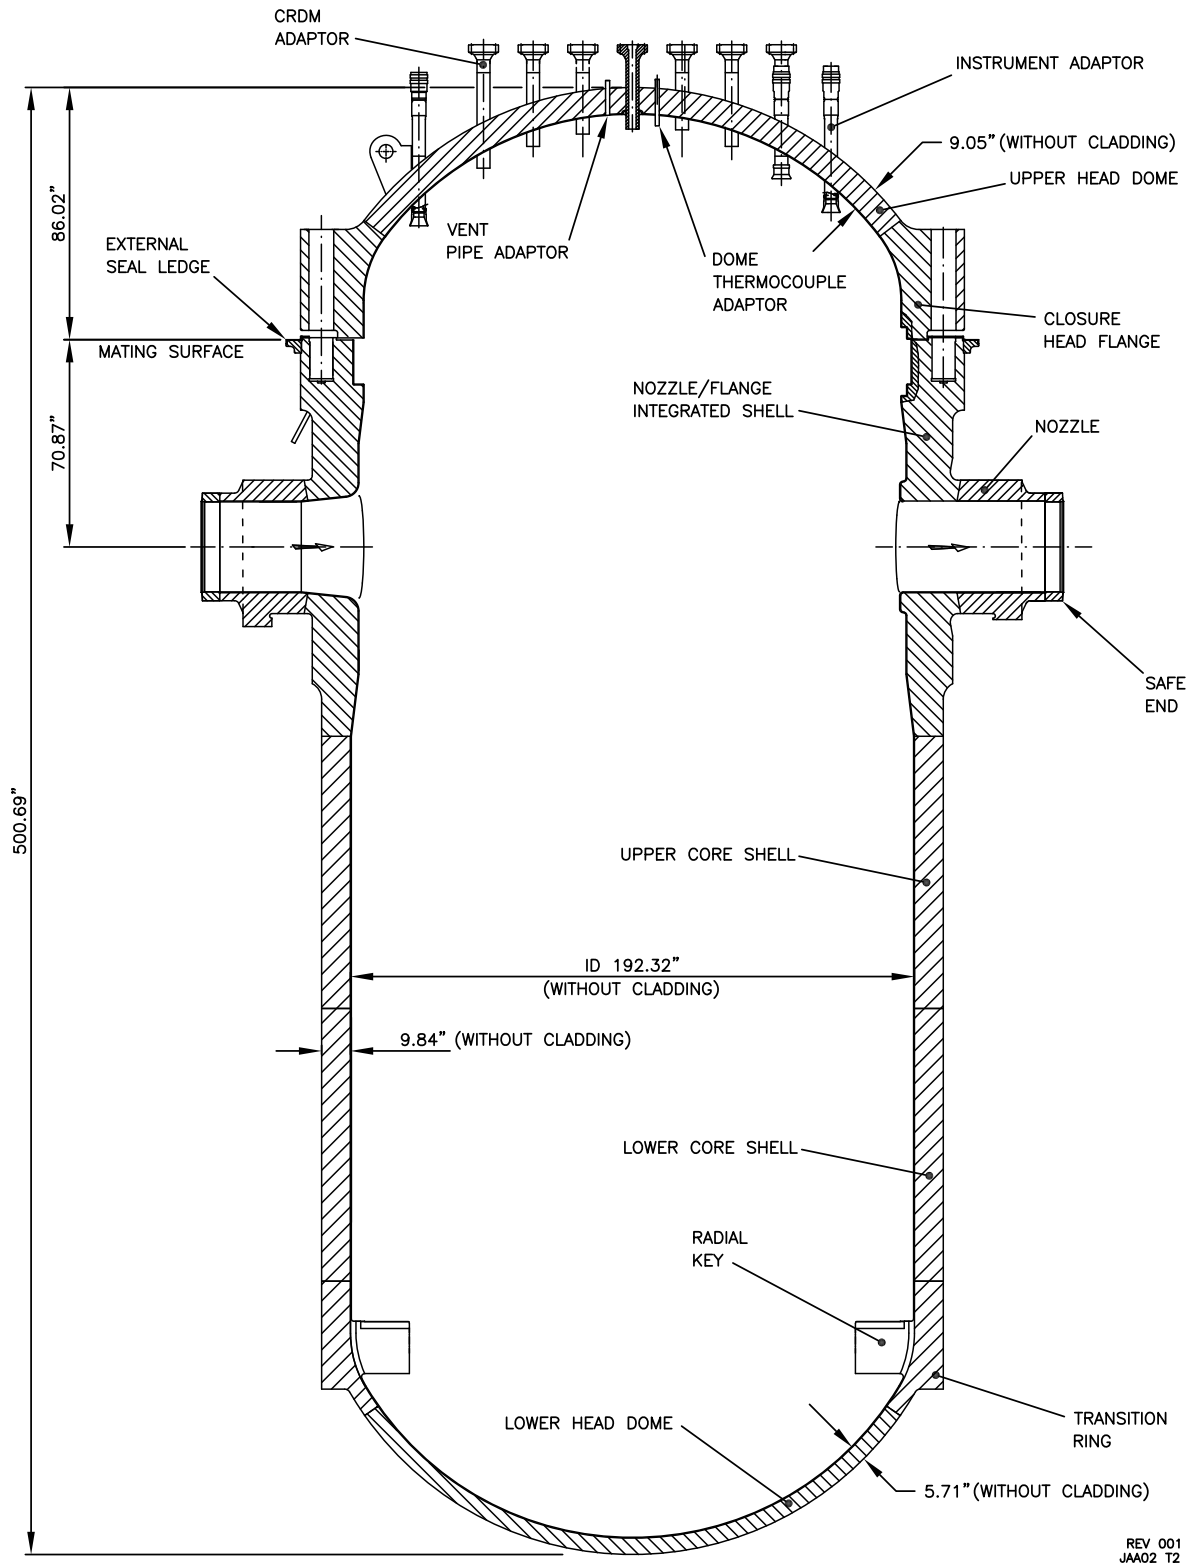 CRDM
ADAPTOR
INSTRUMENT ADAPTOR
9.05” (WITHOUT CLADDING)
UPPER HEAD DOME
86.02”
VENT
PIPE ADAPTOR
DOME
THERMOCOUPLE
ADAPTOR
EXTERNAL
SEAL LEDGE
CLOSURE
HEAD FLANGE
MATING SURFACE
NOZZLE/FLANGE
INTEGRATED SHELL
NOZZLE
70.87”
SAFE
END
500.69”
UPPER CORE SHELL
ID 192.32”
(WITHOUT CLADDING)
9.84” (WITHOUT CLADDING)
LOWER CORE SHELL
RADIAL
KEY
LOWER HEAD DOME
TRANSITION
RING
5.71” (WITHOUT CLADDING)
REV 001
JAA02 T2